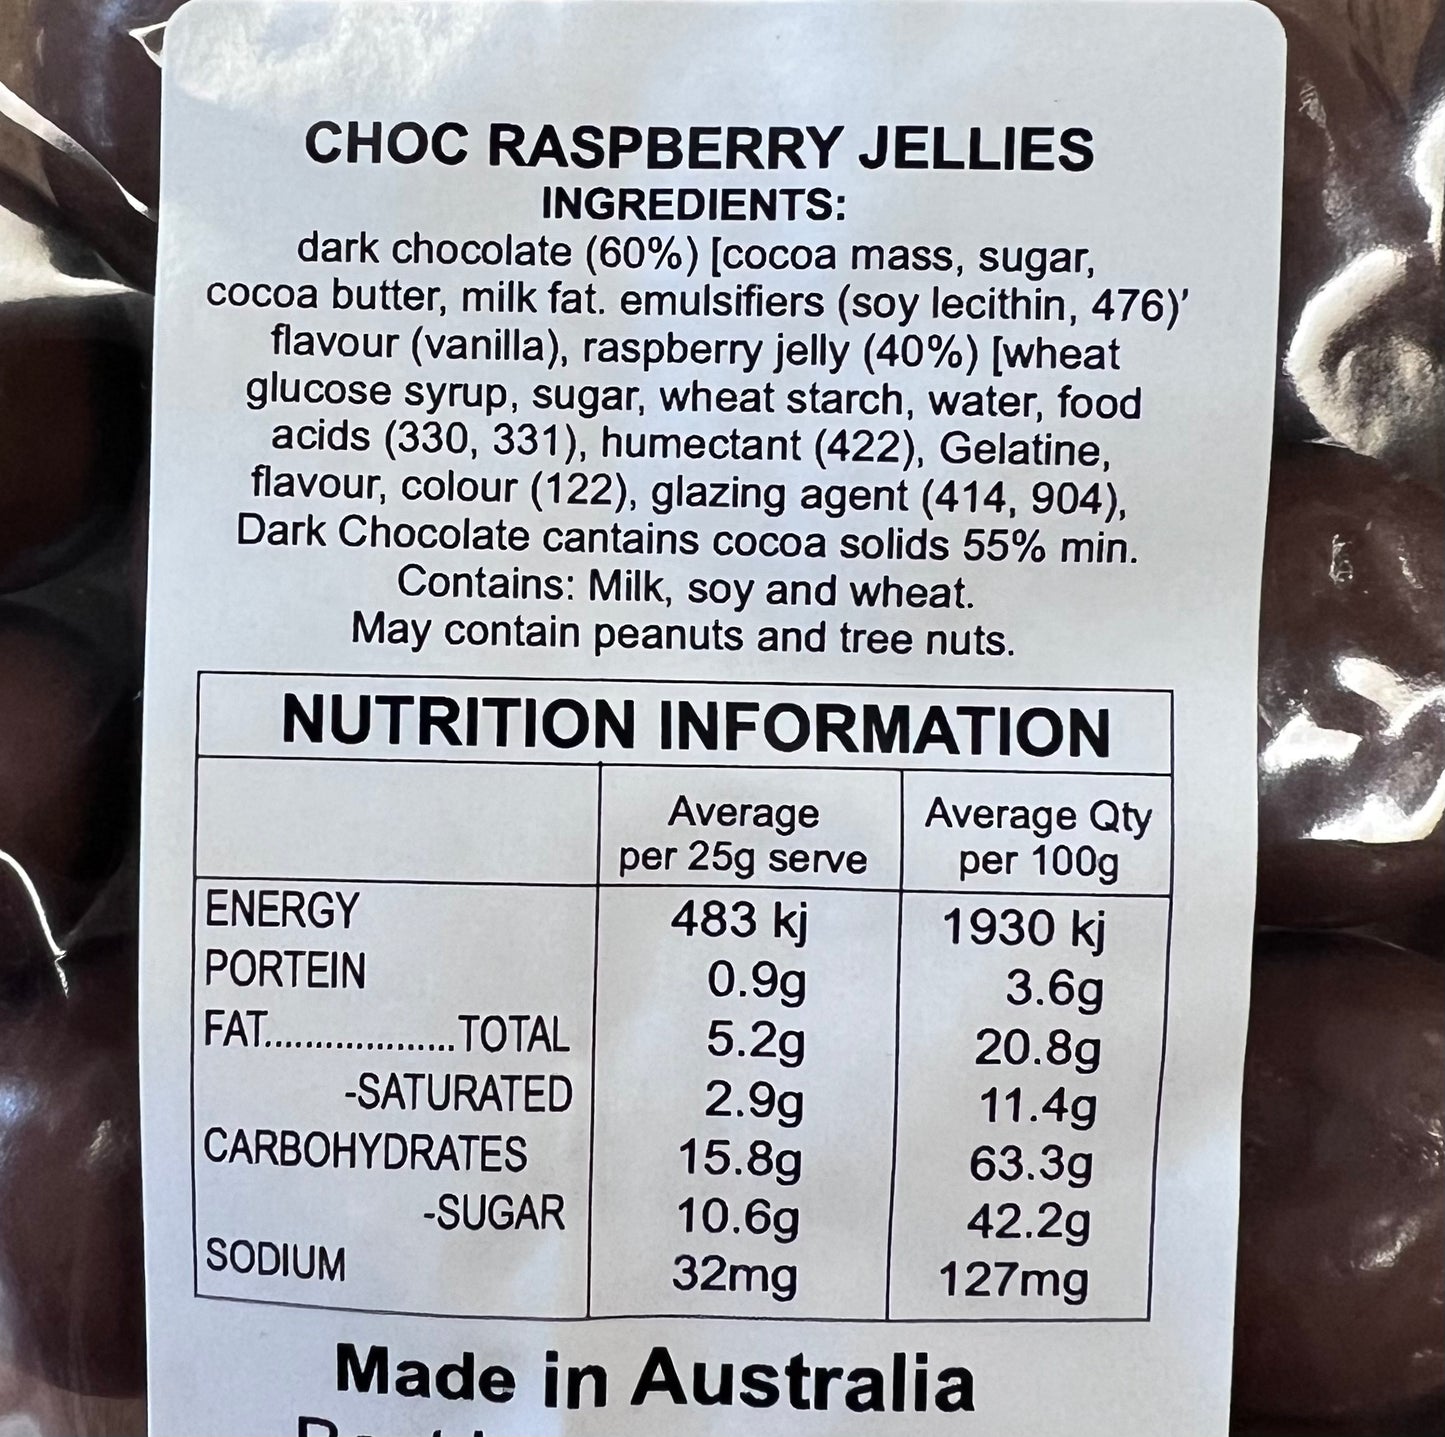 CHOC RASPBERRY JELLIES
INGREDIENTS:
dark chocolate (60%) [cocoa mass, sugar,
cocoa butter, milk fat. emulsifiers (soy lecithin, 476)'
flavour (vanilla), raspberry jelly (40%) [wheat
glucose syrup, sugar, wheat starch, water, food
acids (330, 331), humectant (422), Gelatine,
flavour, colour (122), glazing agent (414, 904),
Dark Chocolate cantains cocoa solids 55% min.
Contains: Milk, soy and wheat.
May contain peanuts and tree nuts.
NUTRITION INFORMATION
Average per 25g serve Average Qty per 100g
ENERGY 483 kj 1930 kj
PORTEIN 0.9g 3.6g
FAT...................TOTAL 5.2g 20.8g
-SATURATED 2.9g 11.4g
CARBOHYDRATES 15.8g 63.3g
-SUGAR 10.6g 42.2g
SODIUM 32mg 127mg
Made in Australia